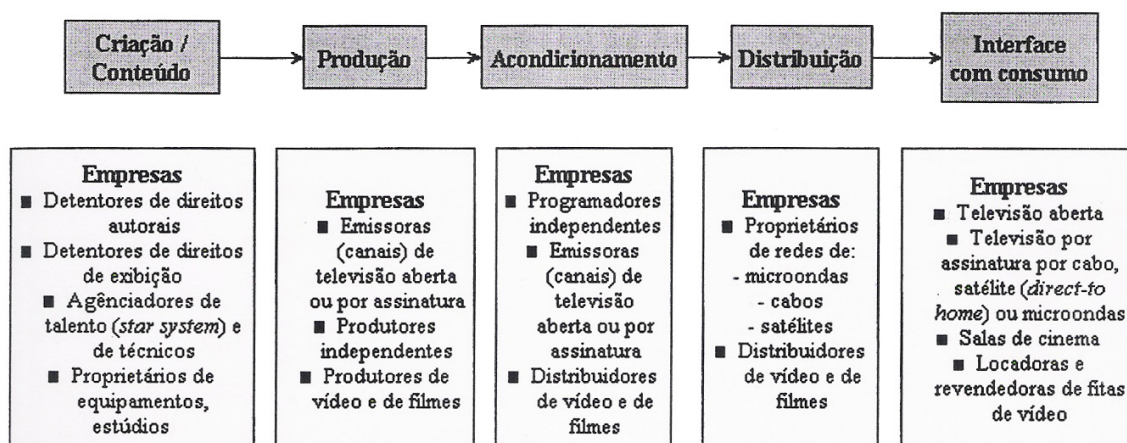 Criação /
Conteúdo
Produção
Acondicionamento
Distribuição
Interface
com consumo
Empresas
■ Detentores de direitos
autorais
■ Detentores de direitos
de exibição
■ Agênciadores de
talento (star system) e
de técnicos
■ Proprietários de
equipamentos,
estúdios
Empresas
■ Emissoras
(canais) de
televisão aberta
ou por assinatura
■ Produtores
independentes
■ Produtores de
vídeo e de filmes
Empresas
■ Programadores
independentes
■ Emissoras
(canais) de
televisão
aberta ou por
assinatura
■ Distribuidores
de vídeo e de
filmes
Empresas
■ Proprietários
de redes de:
- microondas
- cabos
- satélites
■ Distribuidores
de vídeo e de
filmes
Empresas
■ Televisão aberta
■ Televisão por
assinatura por cabo,
satélite (direct-to
home) ou microondas
■ Salas de cinema
■ Locadoras e
revendedoras de fitas
de vídeo